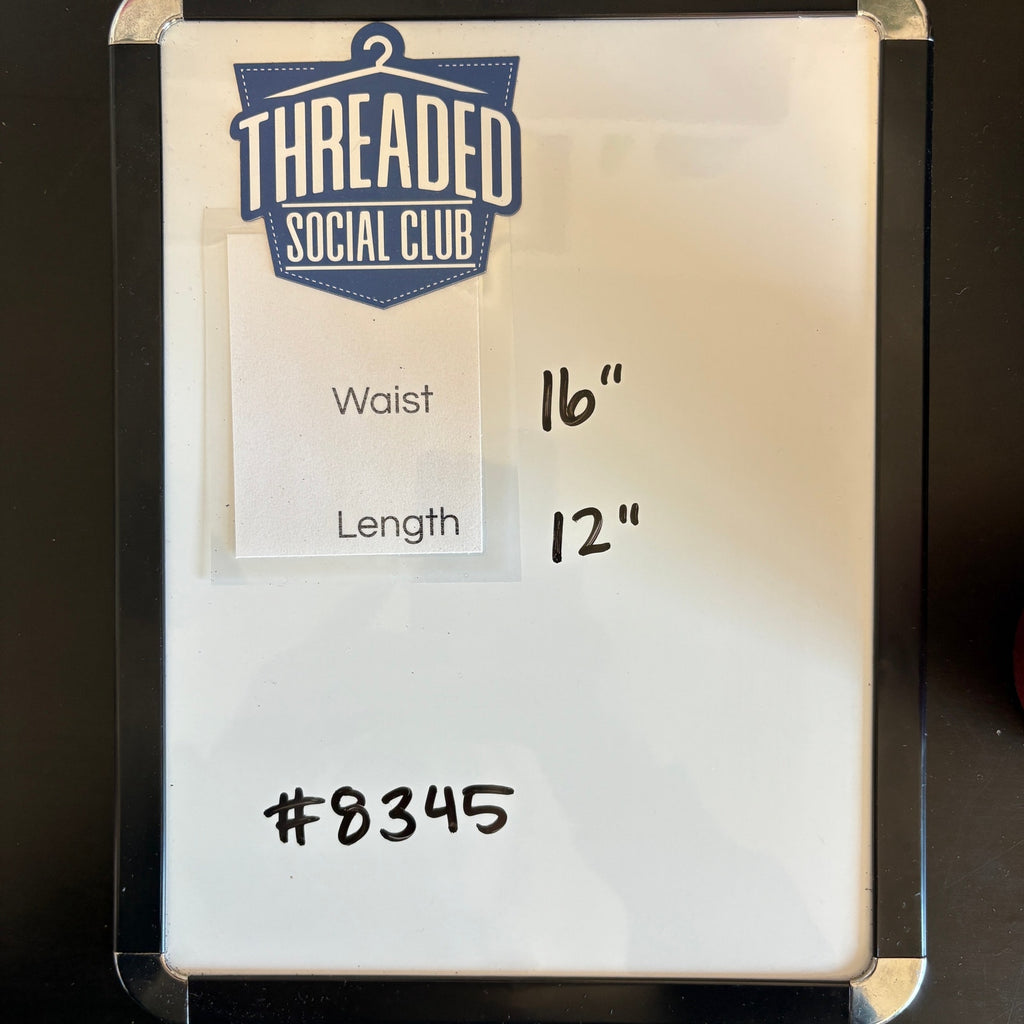 THREADED
SOCIAL CLUB
Waist 16"
Length 12"
#8345